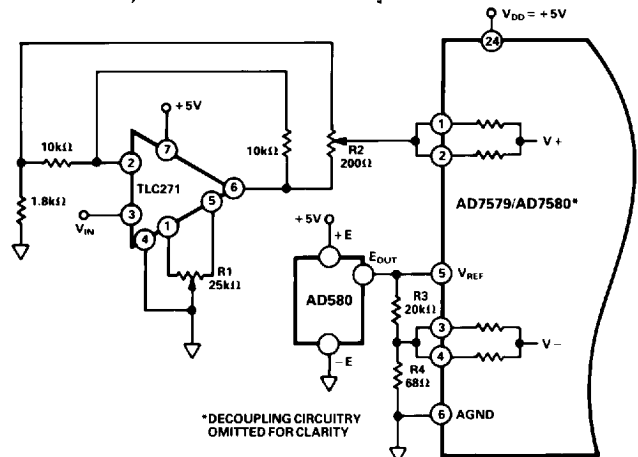 V_DD = +5V
24
+5V
10kΩ
10kΩ
R2
200Ω
1
2
V+
2
7
TLC271
6
1.8kΩ
3
V_IN
5
4
1
AD7579/AD7580*
+5V
+E
E_OUT
5
V_REF
R1
25kΩ
AD580
R3
20kΩ
3
4
V−
−E
R4
68Ω
6
AGND
*DECOUPLING CIRCUITRY
OMITTED FOR CLARITY